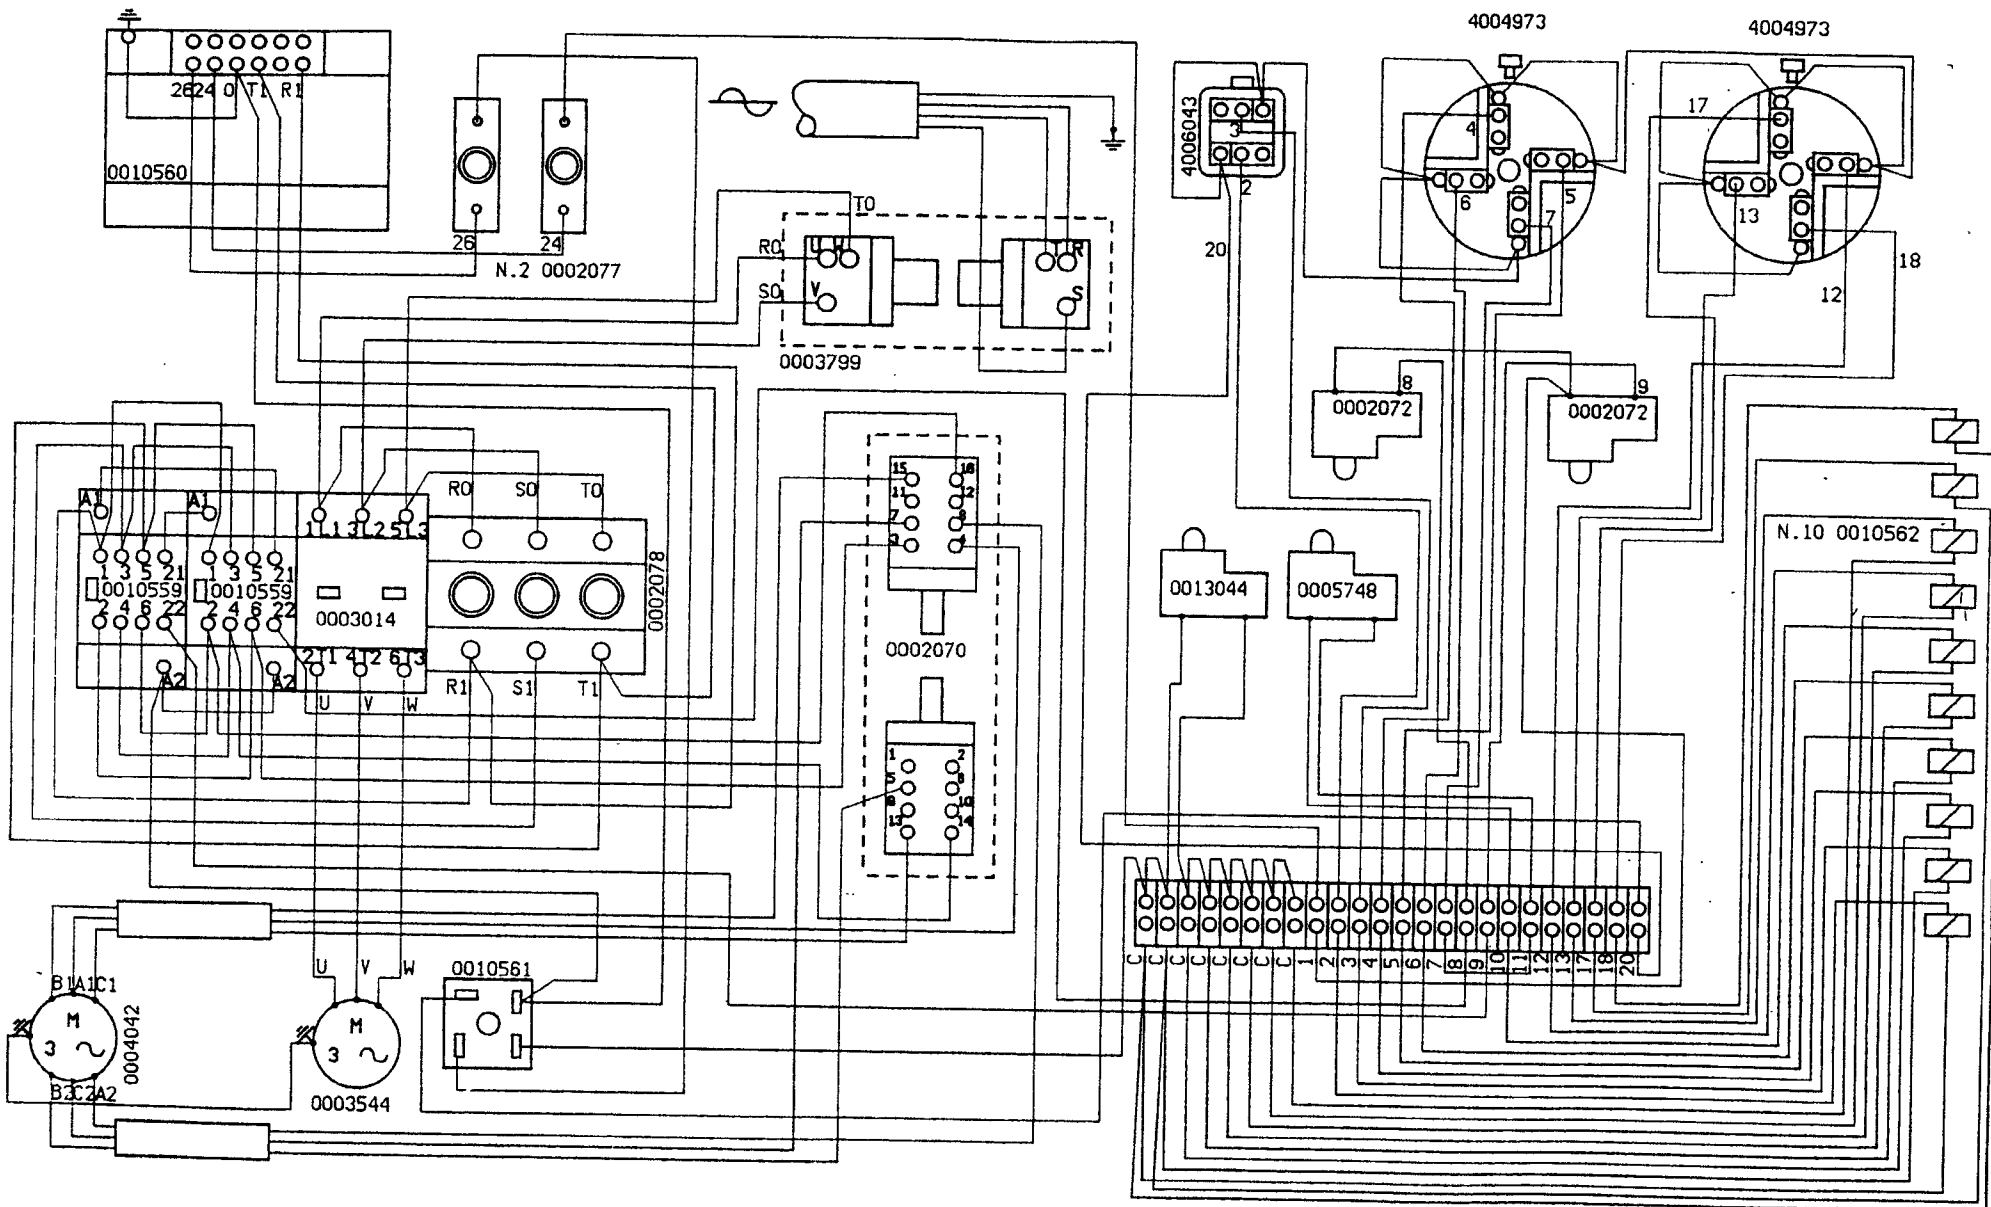 4004973
4004973
2624 0 T1 R1
0010560
26
24
N.2 0002077
T0
R0
S0
U W
V
T R
S
0003799
4006043
3
2
20
4
5
6
7
17
13
12
18
8
0002072
9
0002072
N.10 0010562
0013044
0005748
A1
A1
1 3 5 21
1 3 5 21
0010559
0010559
2 4 6 22
2 4 6 22
A2
A2
1L1 3L2 5L3
0003014
2T1 4T2 6T3
U V W
R0 S0 T0
0002078
R1 S1 T1
15 16
11 12
7 8
3 4
0002070
1 2
5 6
9 10
13 14
C C C C C C C C 1 2 3 4 5 6 7 8 9 10 11 12 13 17 18 20
B1A1C1
M
3
0004042
B2C2A2
U V W
M
3
0003544
0010561